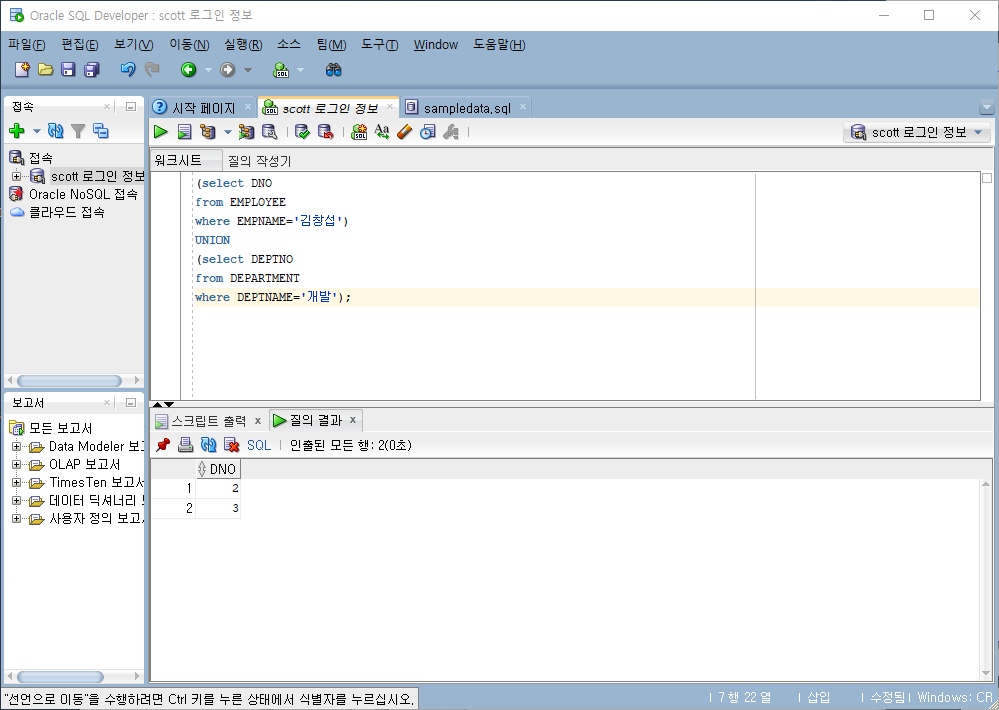 Oracle SQL Developer : scott 로그인 정보
파일(F) 편집(E) 보기(V) 이동(N) 실행(R) 소스 팀(M) 도구(T) Window 도움말(H)
접속
시작 페이지 scott 로그인 정보 sampledata.sql
scott 로그인 정보
접속
scott 로그인 정보
Oracle NoSQL 접속
클라우드 접속
워크시트 질의 작성기
(select DNO
from EMPLOYEE
where EMPNAME='김창섭')
UNION
(select DEPTNO
from DEPARTMENT
where DEPTNAME='개발');
보고서
모든 보고서
Data Modeler 보고
OLAP 보고서
TimesTen 보고서
데이터 딕셔너리
사용자 정의 보고
스크립트 출력 x 질의 결과 x
SQL | 인출된 모든 행: 2(0초)
DNO
1 2
2 3
"선언으로 이동"을 수행하려면 Ctrl 키를 누른 상태에서 식별자를 누르십시오.
7 행 22 열 | 삽입 | 수정됨 | Windows: CR